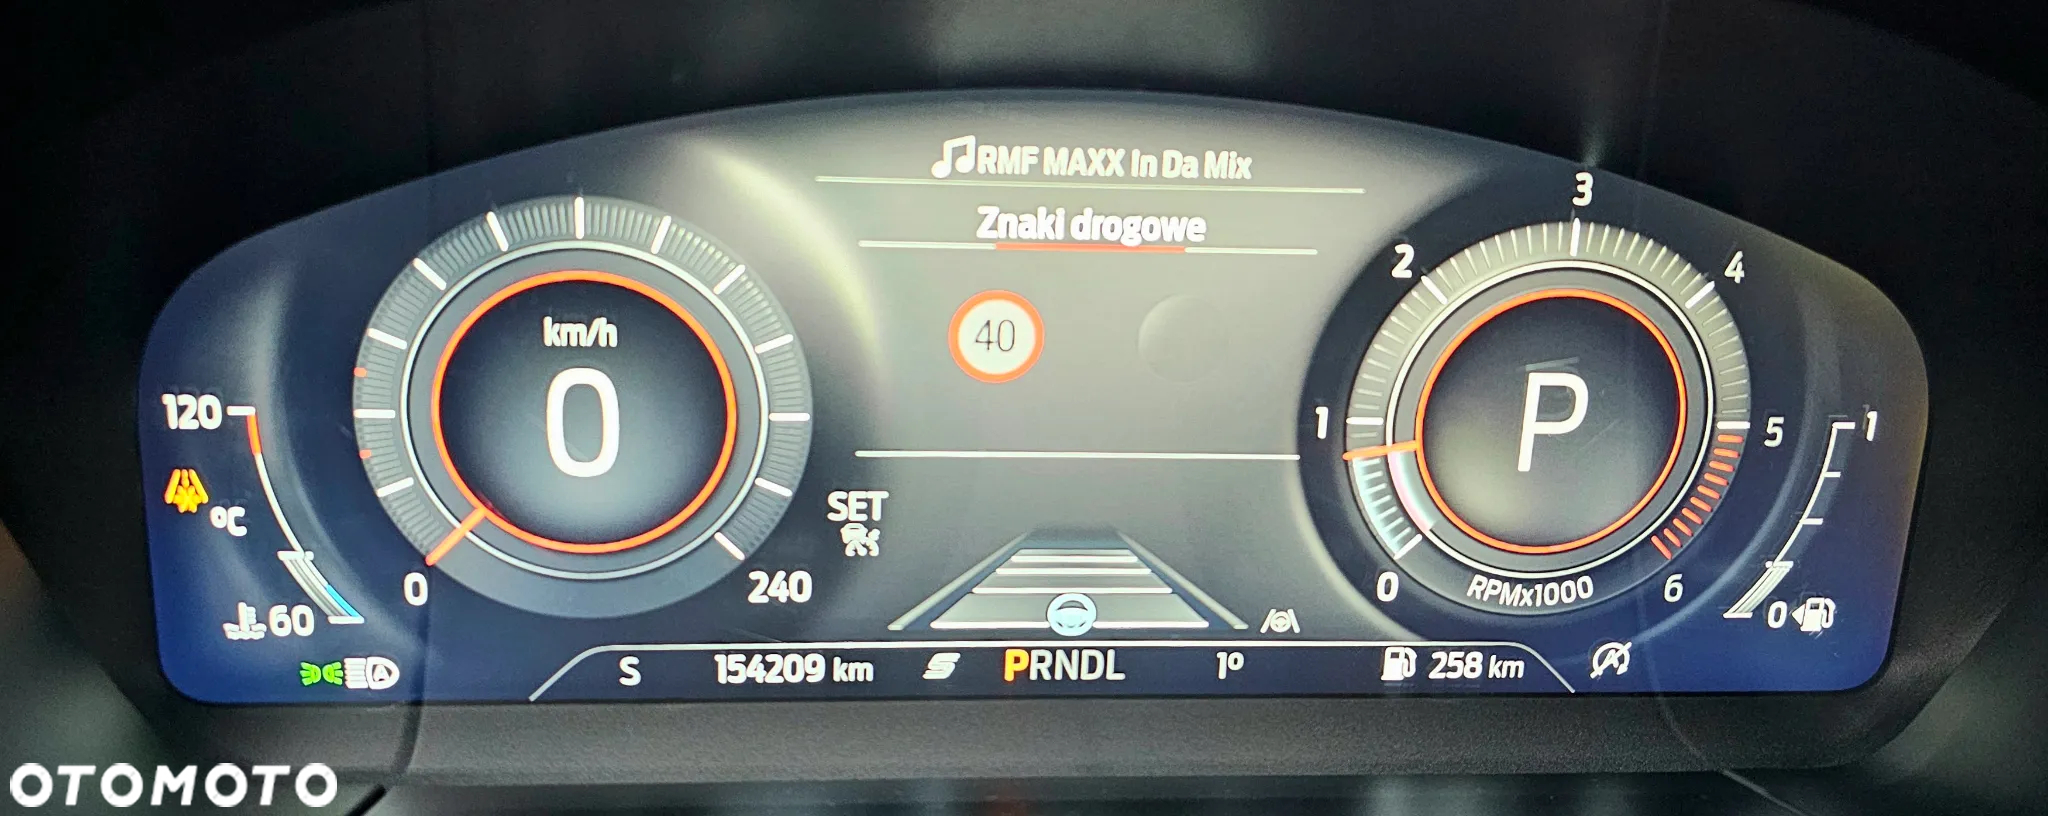 RMF MAXX In Da Mix
Znaki drogowe
km/h
0
0
240
40
SET
P
0
1
2
3
4
5
6
RPMx1000
120
°C
60
1
0
A
S
154209 km
S
PRNDL
1°
258 km
A
OTOMOTO